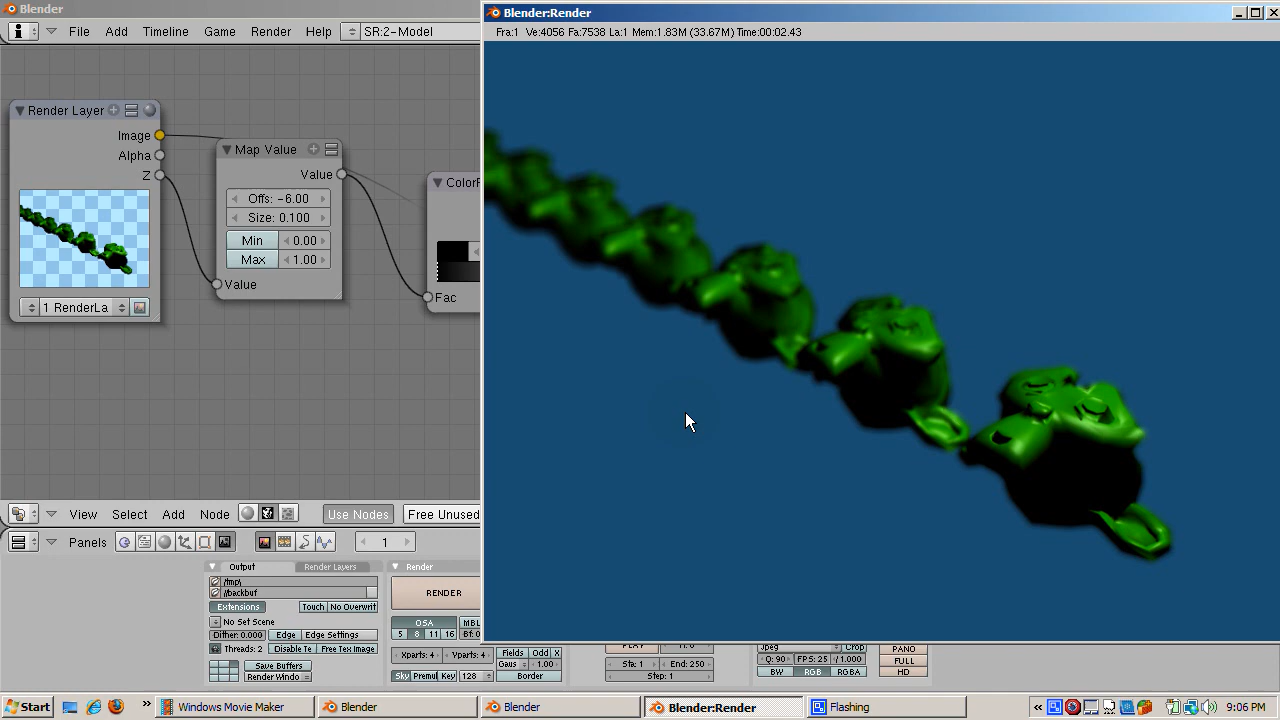 Blender
File Add Timeline Game Render Help SR:2-Model
Blender:Render
Fra:1 Ve:4056 Fa:7538 La:1 Mem:1.83M (33.67M) Time:00:02.43
Render Layer
Image
Alpha
Z
1 RenderLa
Map Value
Value
Offs: -6.00
Size: 0.100
Min 0.00
Max 1.00
Value
Fac
View Select Add Node Use Nodes Free Unused
Panels 1
Output Render Layers
/tmp\
//backbuf
Extensions Touch No Overwrit
No Set Scene
Dither: 0.000 Edge Edge Settings
Threads: 2 Disable Te Free Tex Image
Save Buffers
Render Windo
Render
RENDER
OSA
5 8 11 16
Xparts: 4 Yparts: 4
Sky Premul Key 128
Fields Odd X
Gaus 1.00
Border
Sta: 1 End: 250
Step: 1
Jpeg Crop
Q: 90 FPS: 25 /1.000
BW RGB RGBA
PANO
FULL
HD
Start Windows Movie Maker Blender Blender Blender:Render Flashing 9:06 PM